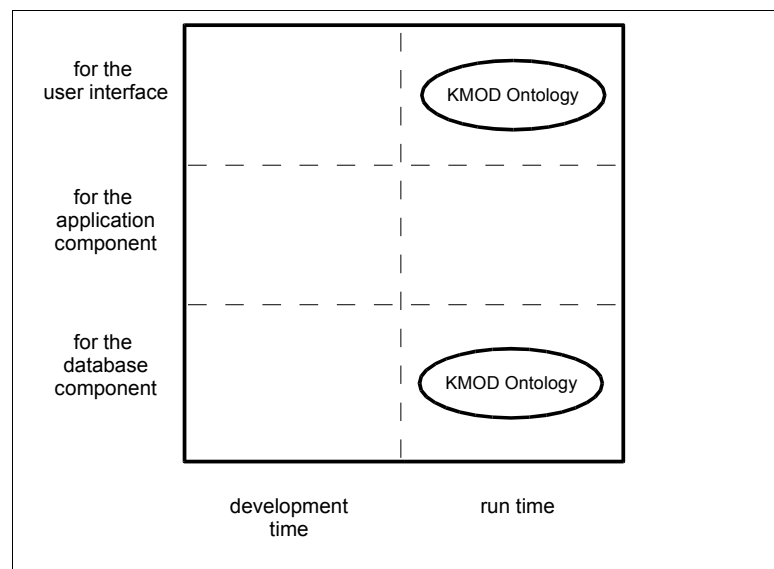 for the
user interface
KMOD Ontology
for the
application
component
for the
database
component
KMOD Ontology
development
time
run time